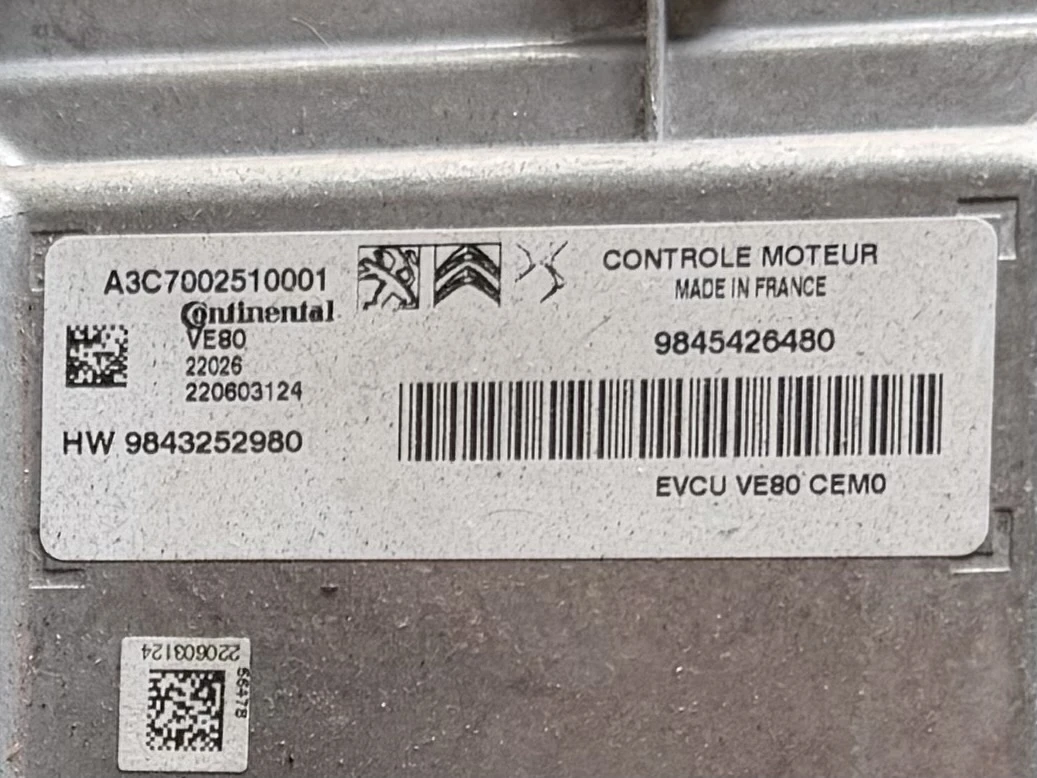 A3C7002510001
Continental
VE80
22026
220603124
HW 9843252980
CONTROLE MOTEUR
MADE IN FRANCE
9845426480
EVCU VE80 CEM0
220603124
56478